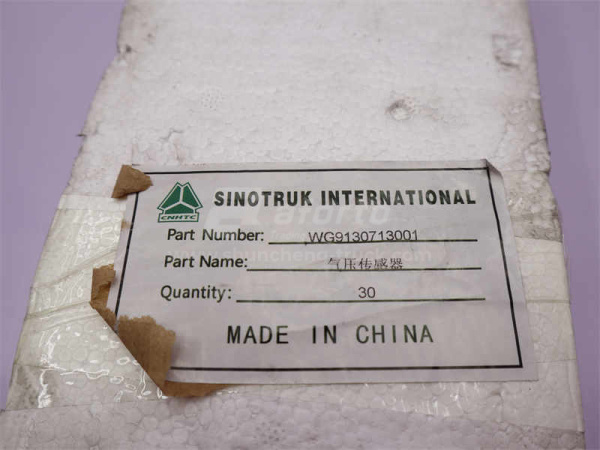 CNHTC
SINOTRUK INTERNATIONAL
Part Number: WG9130713001
Part Name: 气压传感器
Quantity: 30
MADE IN CHINA